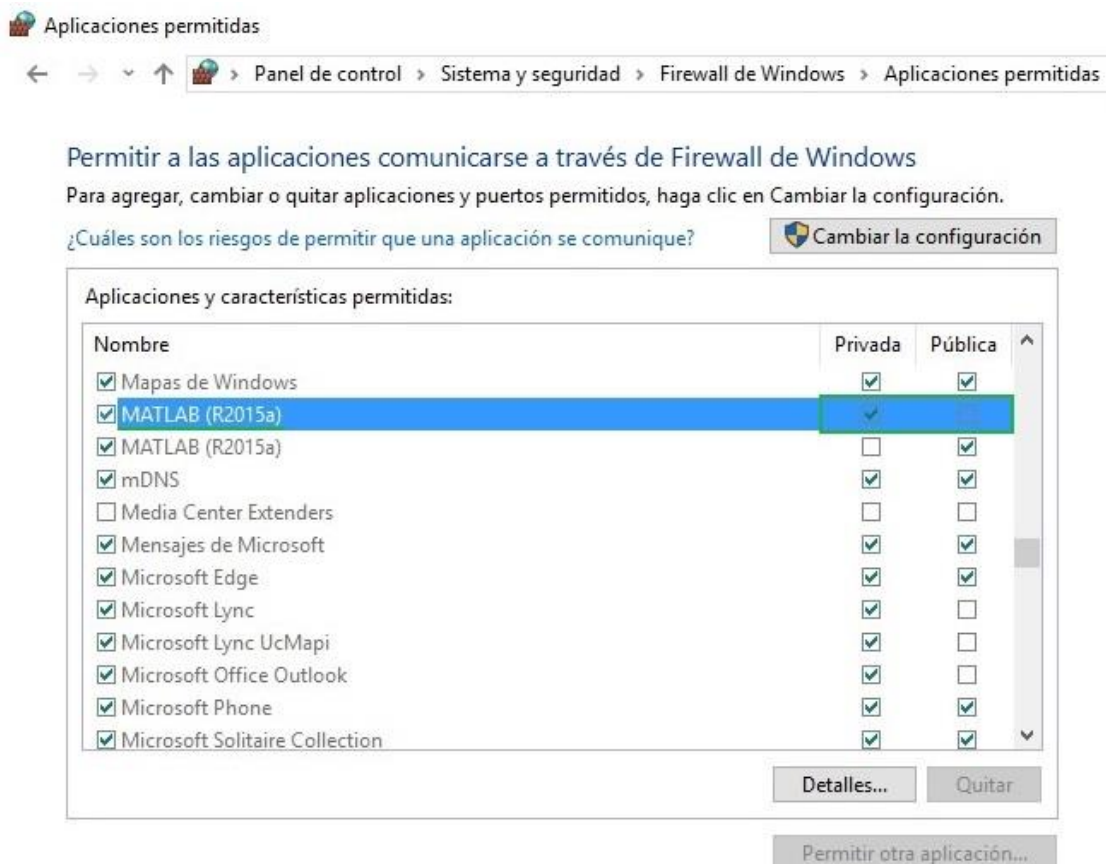 Aplicaciones permitidas
Panel de control > Sistema y seguridad > Firewall de Windows > Aplicaciones permitidas
Permitir a las aplicaciones comunicarse a través de Firewall de Windows
Para agregar, cambiar o quitar aplicaciones y puertos permitidos, haga clic en Cambiar la configuración.
¿Cuáles son los riesgos de permitir que una aplicación se comunique? Cambiar la configuración
Aplicaciones y características permitidas:
Nombre Privada Pública
Mapas de Windows
MATLAB (R2015a)
MATLAB (R2015a)
mDNS
Media Center Extenders
Mensajes de Microsoft
Microsoft Edge
Microsoft Lync
Microsoft Lync UcMapi
Microsoft Office Outlook
Microsoft Phone
Microsoft Solitaire Collection
Detalles... Quitar
Permitir otra aplicación...